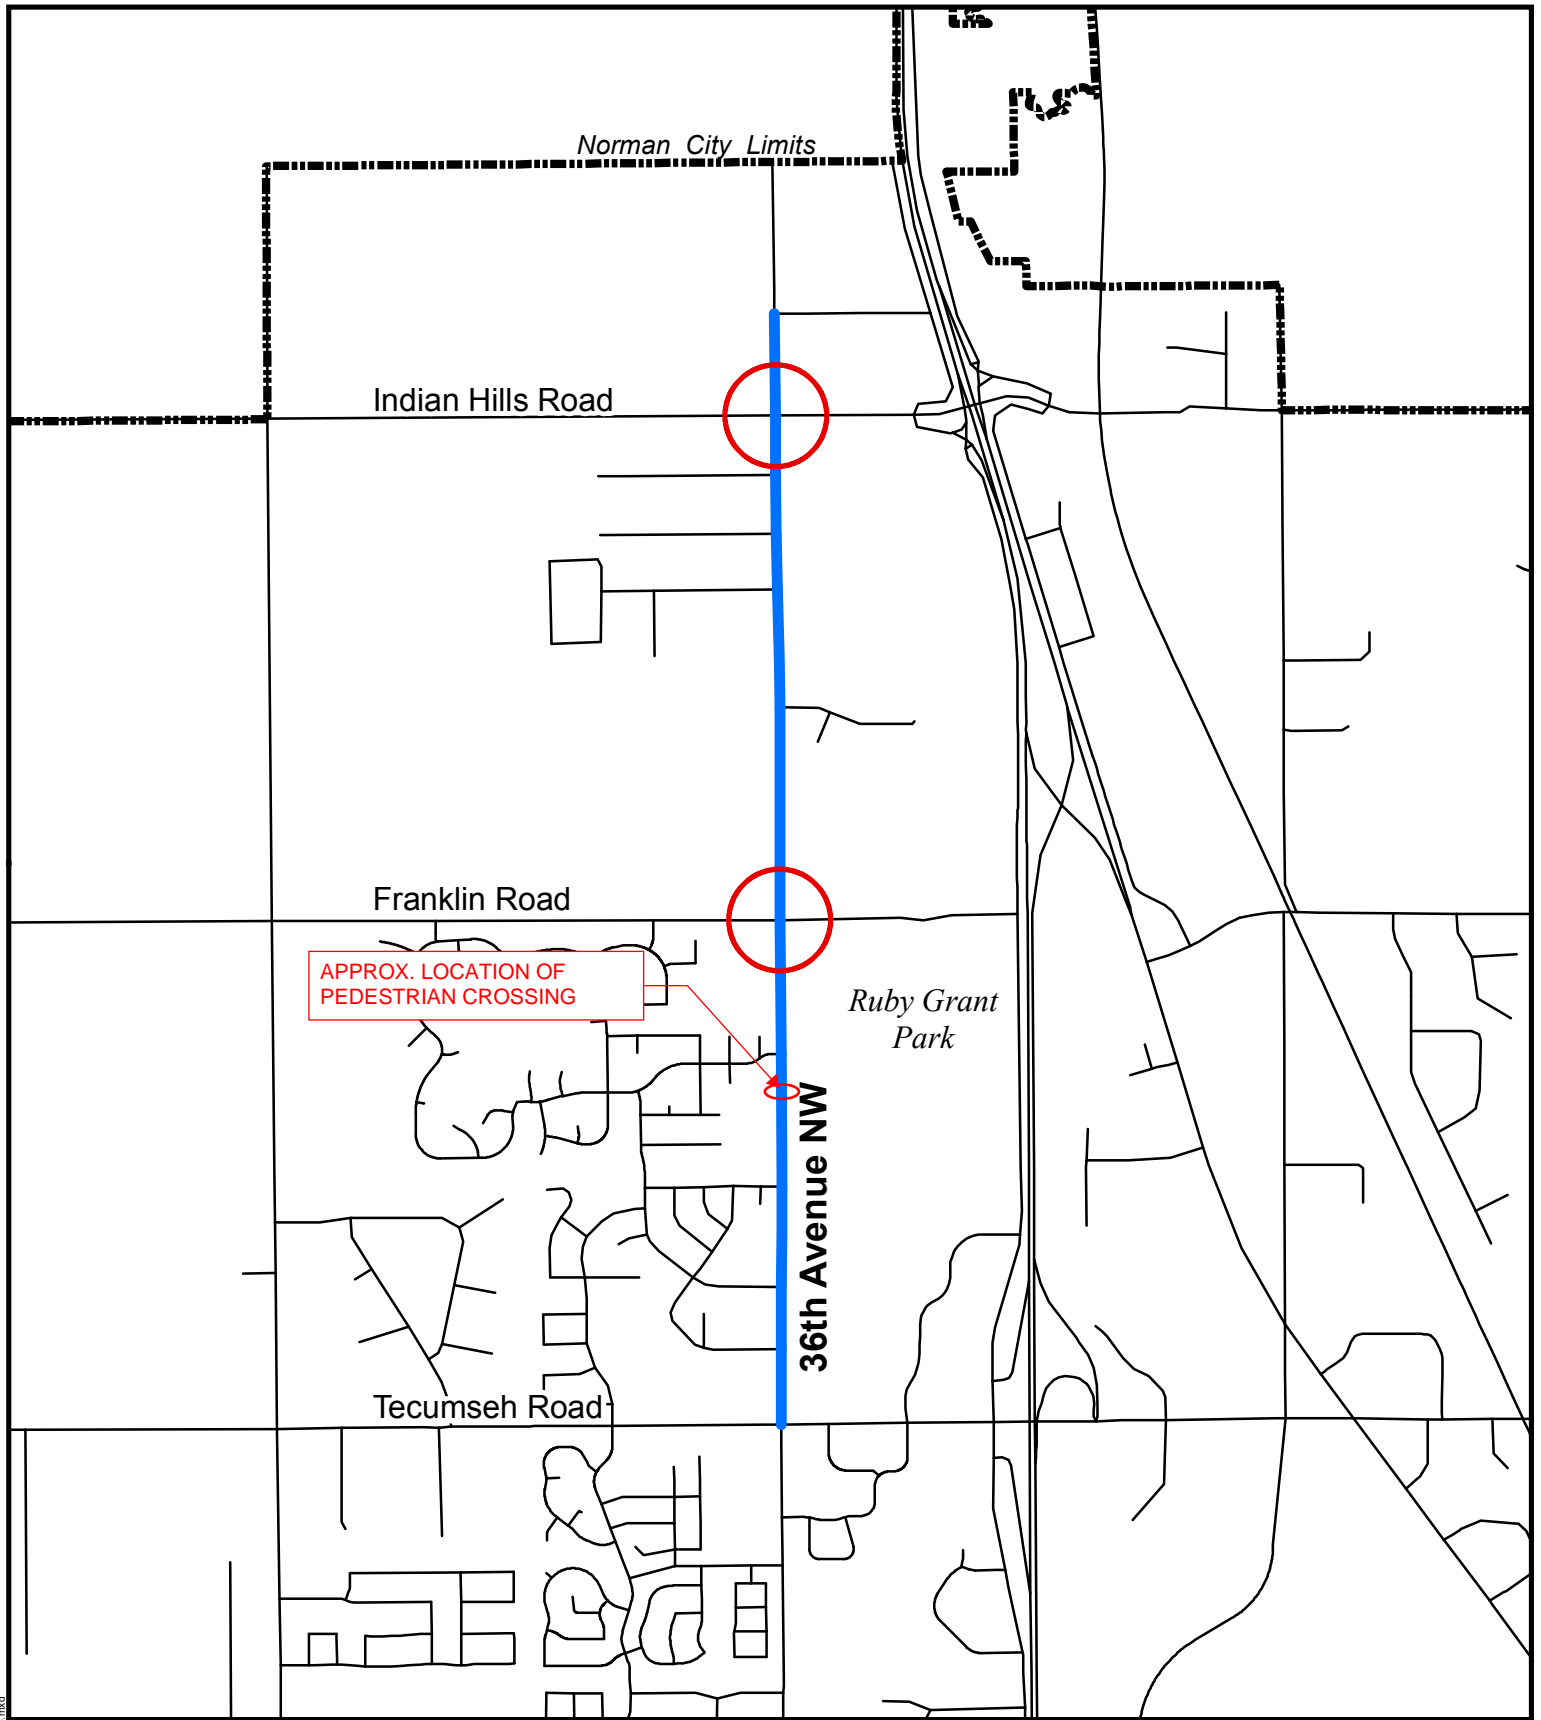 Norman City Limits
Indian Hills Road
Franklin Road
APPROX. LOCATION OF
PEDESTRIAN CROSSING
Ruby Grant
Park
36th Avenue NW
Tecumseh Road